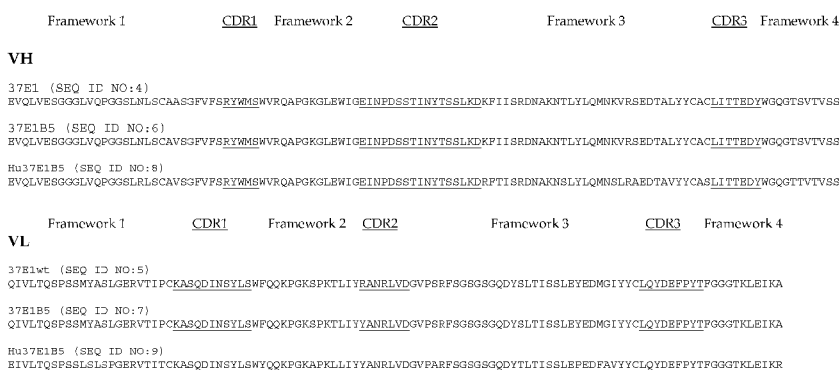 Framework 1 CDR1 Framework 2 CDR2 Framework 3 CDR3 Framework 4
VH
37E1 (SEQ ID NO:4)
EVQLVESGGGLVQPGGSLNLSCAASGFVFSRYWMSWVRQAPGKGLEWIGEINPDSSTINYTSSLKDKFIISRDNAKNTLYLQMNKVRSEDTALYYCACLITTEDYWGQGTSVTVSS
37E1B5 (SEQ ID NO:6)
EVQLVESGGGLVQPGGSLNLSCAVSGFVFSRYWMSWVRQAPGKGLEWIGEINPDSSTINYTSSLKDKFIISRDNAKNTLYLQMNKVRSEDTALYYCACLITTEDYWGQGTSVTVSS
Hu37E1B5 (SEQ ID NO:8)
EVQLVESGGGLVQPGGSLRLSCAVSGFVFSRYWMSWVRQAPGKGLEWIGEINPDSSTINYTSSLKDRFTISRDNAKNSLYLQMNSLRAEDTAVYYCASLITTEDYWGQGTTVTVSS
Framework 1 CDR1 Framework 2 CDR2 Framework 3 CDR3 Framework 4
VL
37E1wt (SEQ ID NO:5)
QIVLTQSPSSMYASLGERVTIPCKASQDINSYLSWFQQKPGKSPKTLIYRANRLVDGVPSRFSGSGSGQDYSLTISSLEYEDMGIYYCLQYDEFPYTFGGGTKLEIKA
37E1B5 (SEQ ID NO:7)
QIVLTQSPSSMYASLGERVTIPCKASQDINSYLSWFQQKPGKSPKTLIYYANRLVDGVPSRFSGSGSGQDYSLTISSLEYEDMGIYYCLQYDEFPYTFGGGTKLEIKA
Hu37E1B5 (SEQ ID NO:9)
EIVLTQSPSSLSLSPGERVTITCKASQDINSYLSWYQQKPGKAPKLLIYYANRLVDGVPARFSGSGSGQDYTLTISSLEPEDFAVYYCLQYDEFPYTFGGGTKLEIKR